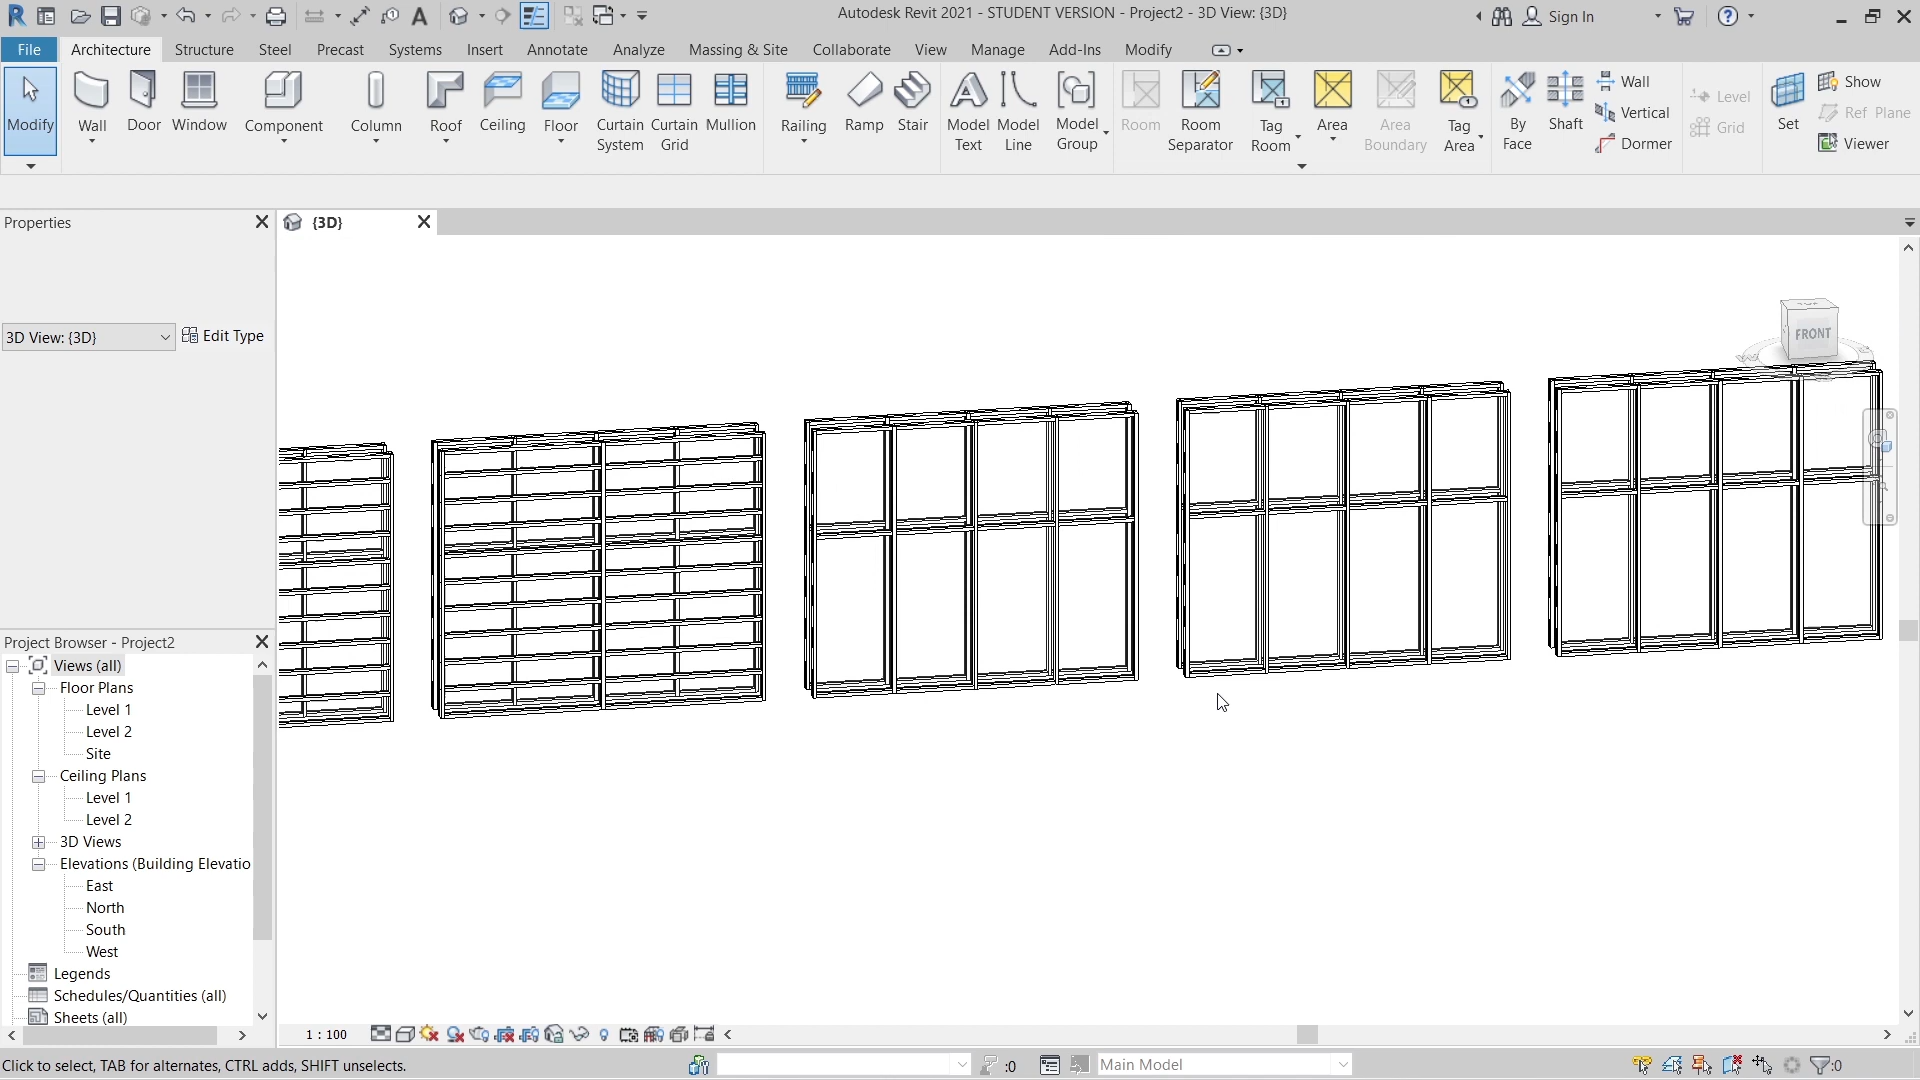 Autodesk Revit 2021 - STUDENT VERSION - Project2 - 3D View: {3D}
Sign In
File Architecture Structure Steel Precast Systems Insert Annotate Analyze Massing & Site Collaborate View Manage Add-Ins Modify
Modify
Wall
Door
Window
Component
Column
Roof
Ceiling
Floor
Curtain System
Curtain Grid
Mullion
Railing
Ramp
Stair
Model Text
Model Line
Model Group
Room
Room Separator
Tag Room
Area
Area Boundary
Tag Area
By Face
Shaft
Wall
Vertical
Dormer
Level
Grid
Set
Show
Ref Plane
Viewer
Properties
{3D}
3D View: {3D}
Edit Type
FRONT
Project Browser - Project2
Views (all)
Floor Plans
Level 1
Level 2
Site
Ceiling Plans
Level 1
Level 2
3D Views
Elevations (Building Elevatio
East
North
South
West
Legends
Schedules/Quantities (all)
Sheets (all)
1 : 100
Click to select, TAB for alternates, CTRL adds, SHIFT unselects.
:0
Main Model
:0